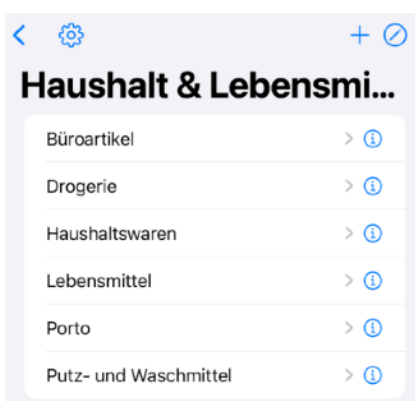 Haushalt & Lebensmi...
Büroartikel
Drogerie
Haushaltswaren
Lebensmittel
Porto
Putz- und Waschmittel